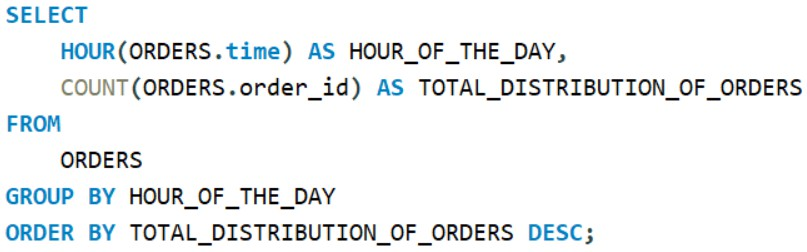 SELECT
HOUR(ORDERS.time) AS HOUR_OF_THE_DAY,
COUNT(ORDERS.order_id) AS TOTAL_DISTRIBUTION_OF_ORDERS
FROM
ORDERS
GROUP BY HOUR_OF_THE_DAY
ORDER BY TOTAL_DISTRIBUTION_OF_ORDERS DESC;